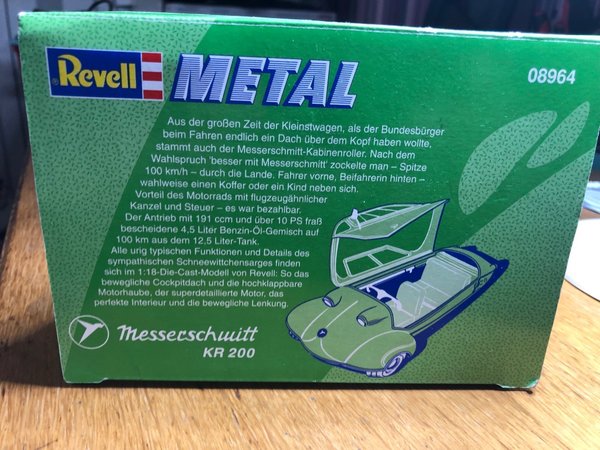 Revell
METAL
08964
Aus der großen Zeit der Kleinstwagen, als der Bundesbürger
beim Fahren endlich ein Dach über dem Kopf haben wollte,
stammt auch der Messerschmitt-Kabinenroller. Nach dem
Wahlspruch 'besser mit Messerschmitt' zockelte man – Spitze
100 km/h – durch die Lande. Fahrer vorne, Beifahrerin hinten –
wahlweise einen Koffer oder ein Kind neben sich.
Vorteil des Motorrads mit flugzeugähnlicher
Kanzel und Steuer – es war bezahlbar.
Der Antrieb mit 191 ccm und über 10 PS fraß
bescheidene 4,5 Liter Benzin-Öl-Gemisch auf
100 km aus dem 12,5 Liter-Tank.
Alle urig typischen Funktionen und Details des
sympathischen Schneewittchensarges finden
sich im 1:18-Die-Cast-Modell von Revell: So das
bewegliche Cockpitdach und die hochklappbare
Motorhaube, der superdetaillierte Motor, das
perfekte Interieur und die bewegliche Lenkung.
Messerschmitt
KR 200